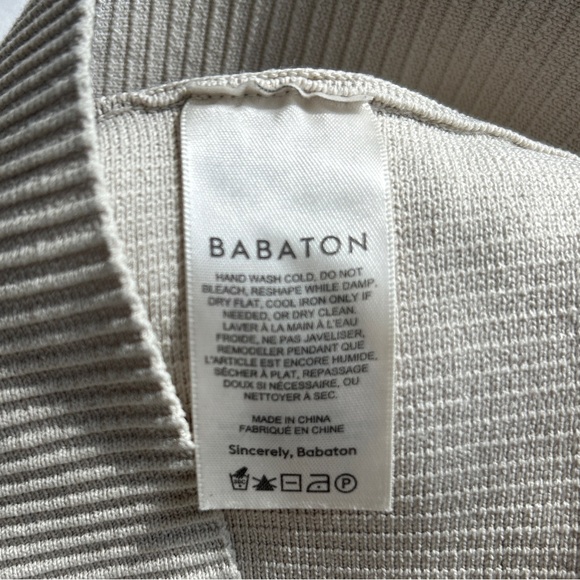 BABATON
HAND WASH COLD, DO NOT
BLEACH, RESHAPE WHILE DAMP,
DRY FLAT, COOL IRON ONLY IF
NEEDED, OR DRY CLEAN.
LAVER À LA MAIN À L'EAU
FROIDE, NE PAS JAVELISER,
REMODELER PENDANT QUE
L'ARTICLE EST ENCORE HUMIDE,
SÉCHER À PLAT, REPASSAGE
DOUX SI NÉCESSAIRE, OU
NETTOYER À SEC.
MADE IN CHINA
FABRIQUÉ EN CHINE
Sincerely, Babaton
P